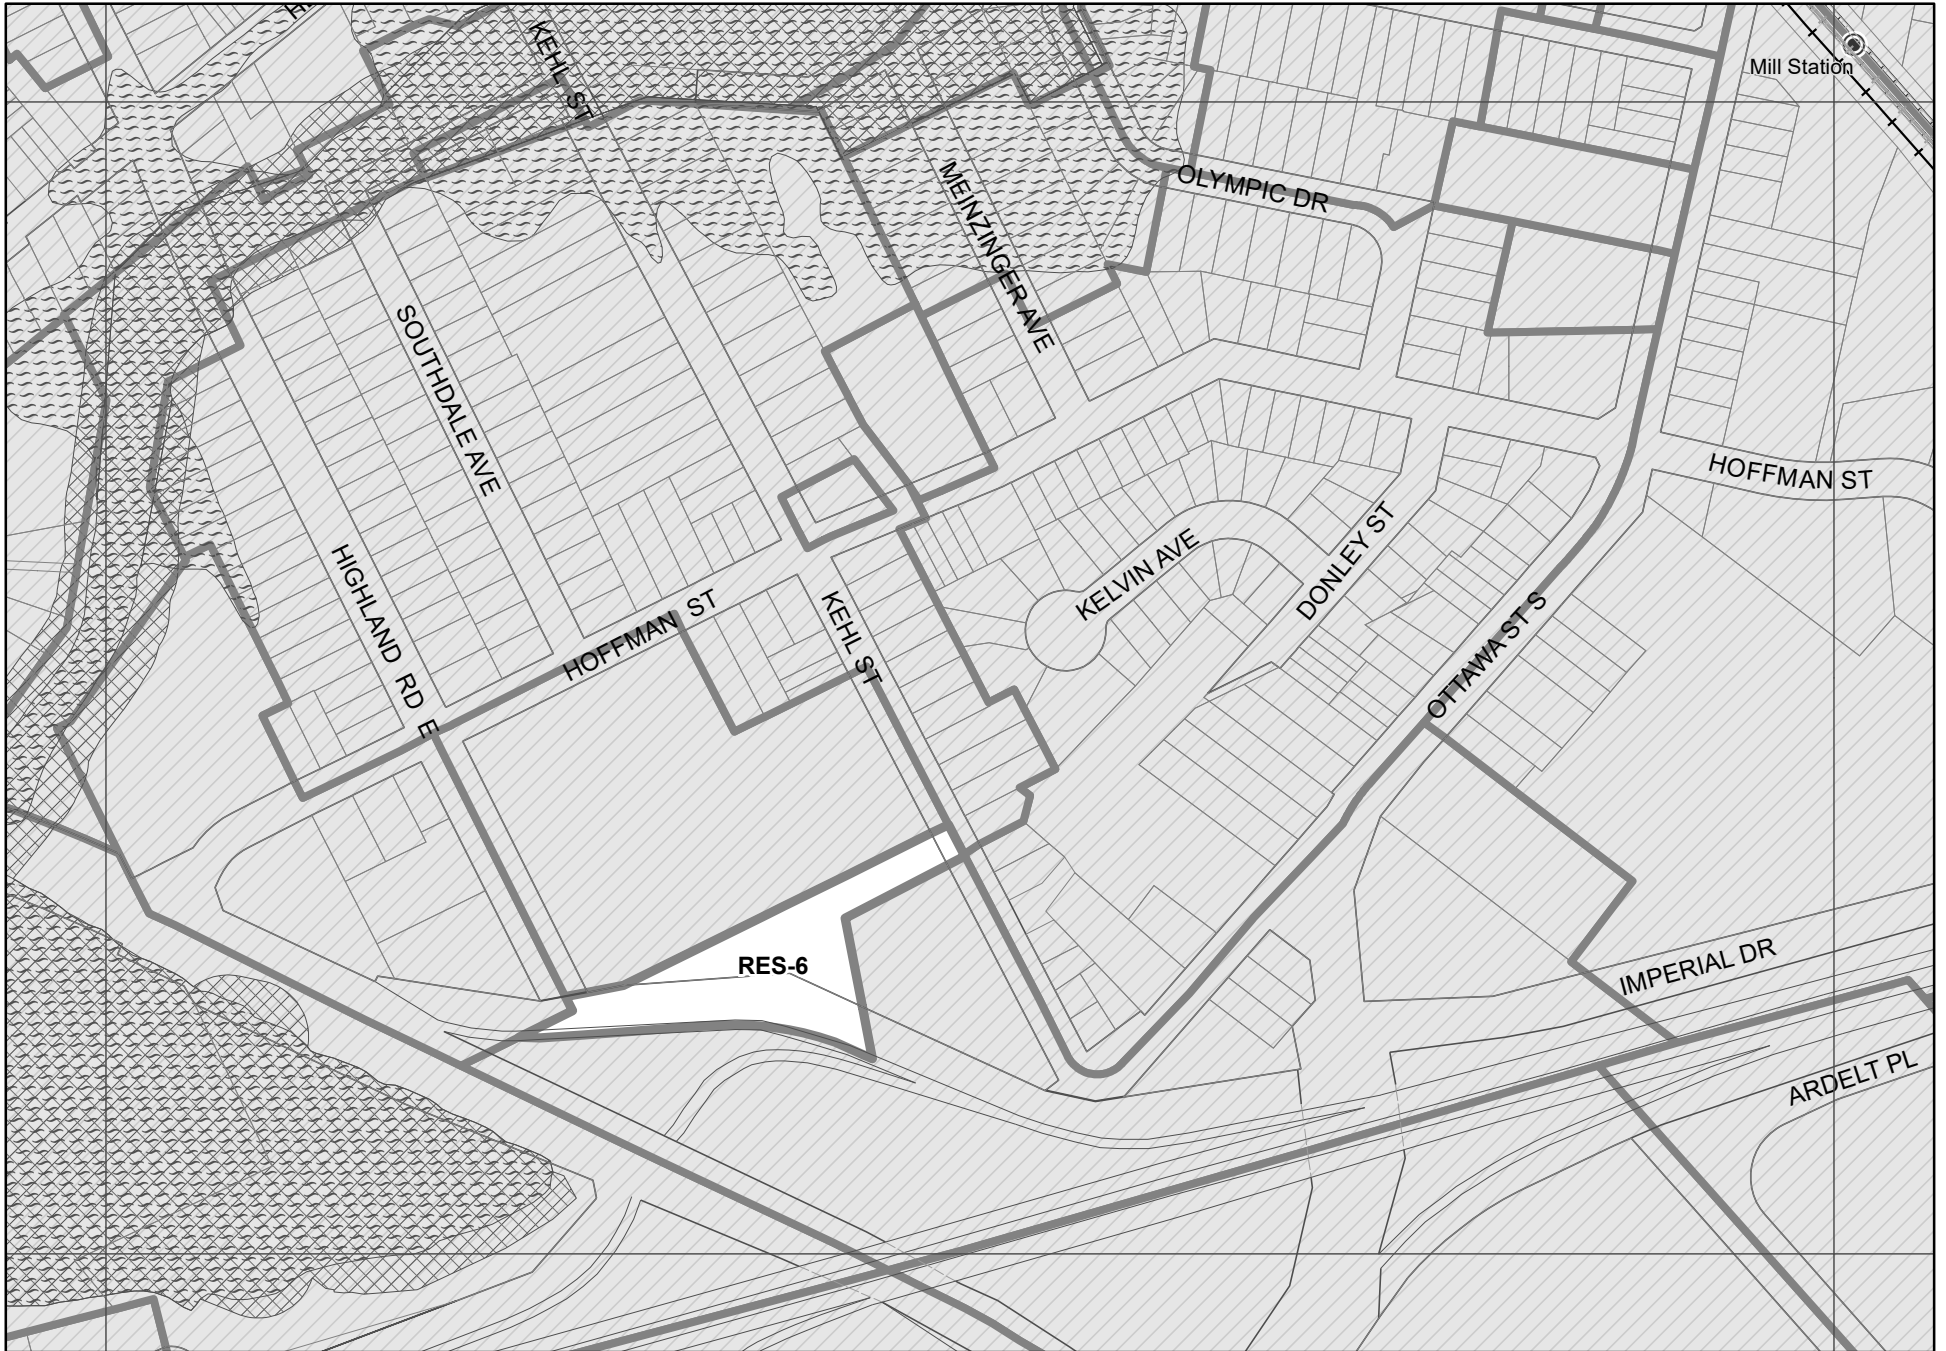 KEHL ST
Mill Station
MEINZINGER AVE
OLYMPIC DR
SOUTHDALE AVE
HOFFMAN ST
HIGHLAND RD E
HOFFMAN ST
KEHL ST
KELVIN AVE
DONLEY ST
OTTAWA ST S
RES-6
IMPERIAL DR
ARDELT PL